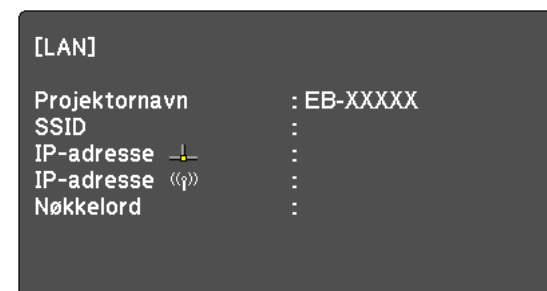 [LAN]
Projektornavn : EB-XXXXX
SSID :
IP-adresse :
IP-adresse :
Nøkkelord :